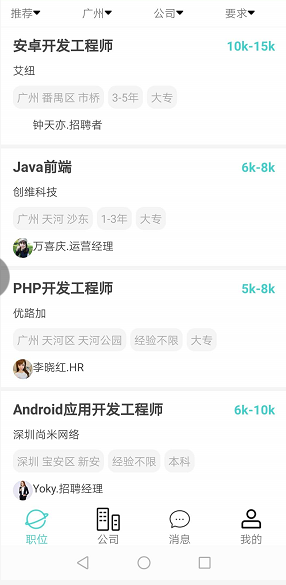 推荐 广州 公司 要求
安卓开发工程师 10k-15k
艾纽
广州 番禺区 市桥 3-5年 大专
钟天亦.招聘者
Java前端 6k-8k
创维科技
广州 天河 沙东 1-3年 大专
万喜庆.运营经理
PHP开发工程师 5k-8k
优路加
广州 天河区 天河公园 经验不限 大专
李晓红.HR
Android应用开发工程师 6k-10k
深圳尚米网络
深圳 宝安区 新安 经验不限 本科
Yoky.招聘经理
职位 公司 消息 我的